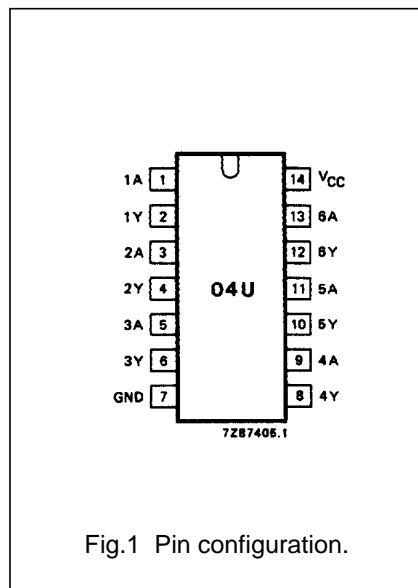 1A 1 14 VCC
1Y 2 13 6A
2A 3 12 6Y
2Y 4 04U 11 5A
3A 5 10 5Y
3Y 6 9 4A
GND 7 8 4Y
7Z87405.1
Fig.1 Pin configuration.